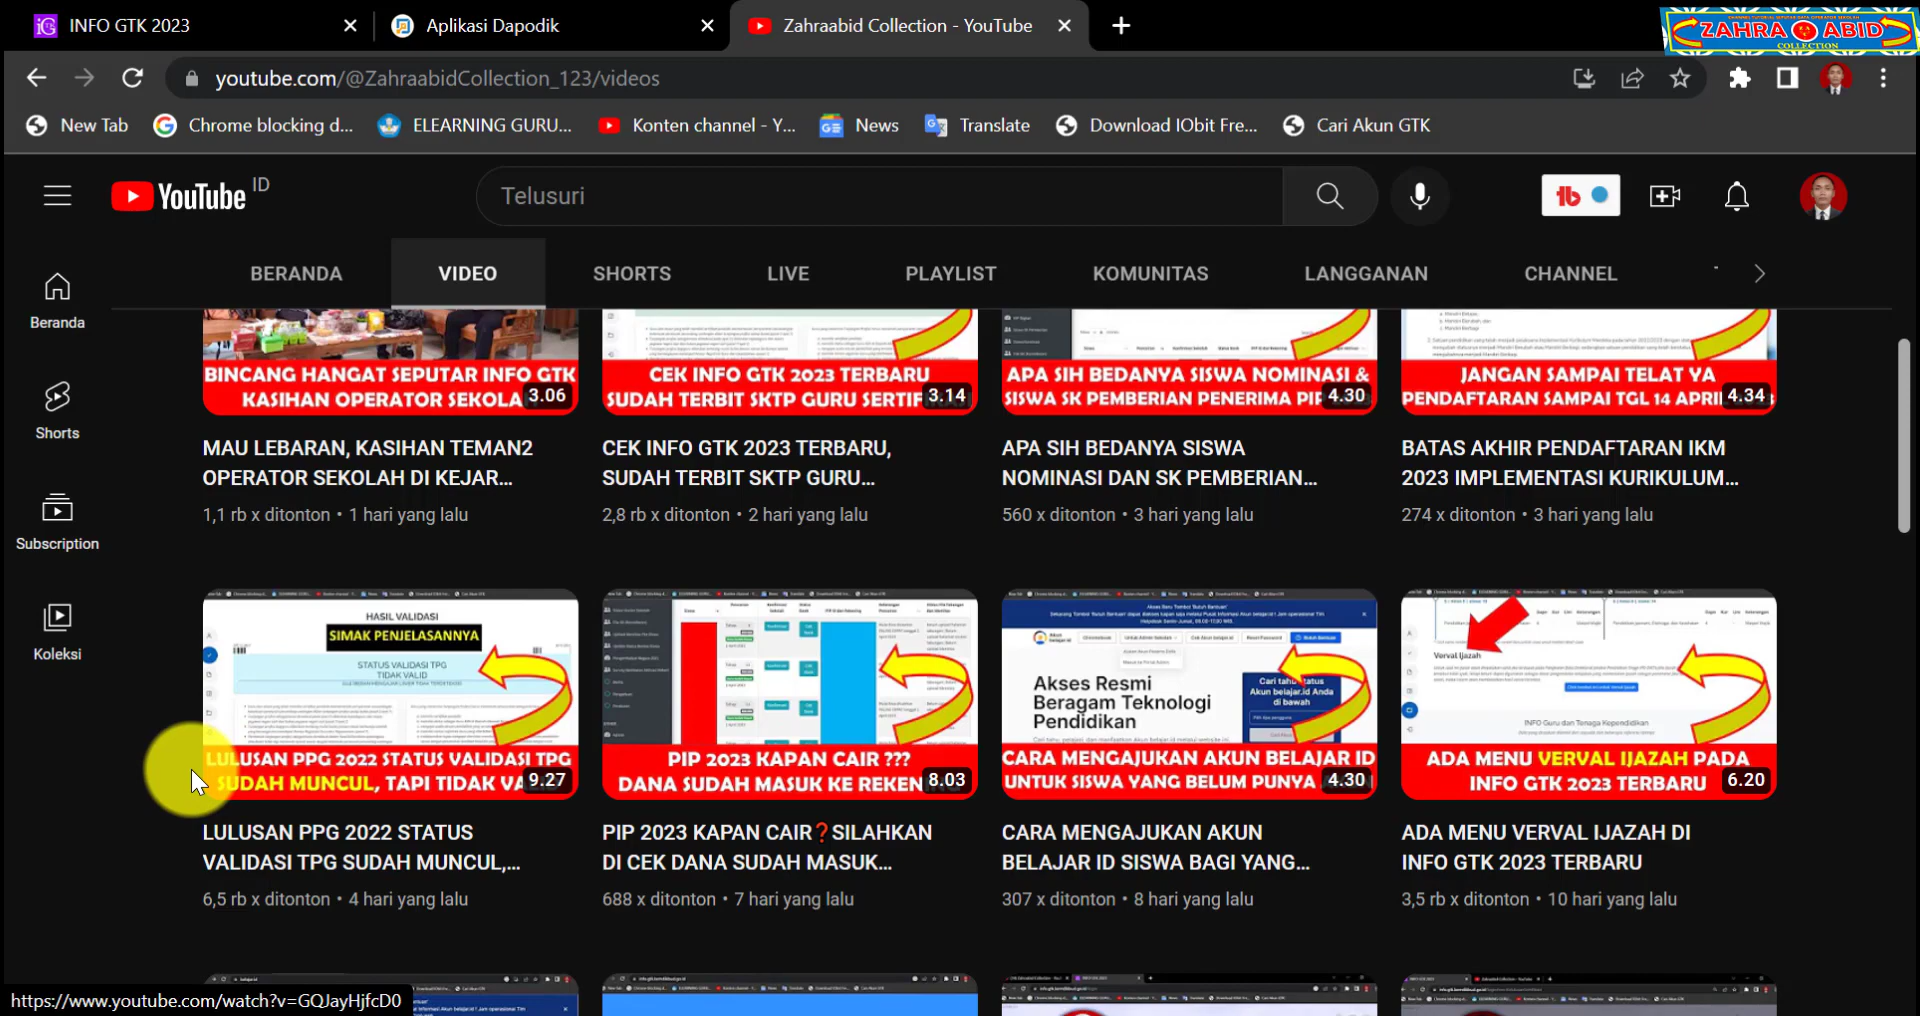 INFO GTK 2023
Aplikasi Dapodik
Zahraabid Collection - YouTube
ZAHRA ABID
COLLECTION
youtube.com/@ZahraabidCollection_123/videos
New Tab
Chrome blocking d...
ELEARNING GURU...
Konten channel - Y...
News
Translate
Download IObit Fre...
Cari Akun GTK
YouTube ID
Telusuri
BERANDA
VIDEO
SHORTS
LIVE
PLAYLIST
KOMUNITAS
LANGGANAN
CHANNEL
Beranda
Shorts
Subscription
Koleksi
BINCANG HANGAT SEPUTAR INFO GTK
KASIHAN OPERATOR SEKOLA
3.06
CEK INFO GTK 2023 TERBARU
SUDAH TERBIT SKTP GURU SERTIF
3.14
APA SIH BEDANYA SISWA NOMINASI &
SISWA SK PEMBERIAN PENERIMA PIP
4.30
JANGAN SAMPAI TELAT YA
PENDAFTARAN SAMPAI TGL 14 APRIL
4.34
MAU LEBARAN, KASIHAN TEMAN2
OPERATOR SEKOLAH DI KEJAR...
1,1 rb x ditonton • 1 hari yang lalu
CEK INFO GTK 2023 TERBARU,
SUDAH TERBIT SKTP GURU...
2,8 rb x ditonton • 2 hari yang lalu
APA SIH BEDANYA SISWA
NOMINASI DAN SK PEMBERIAN...
560 x ditonton • 3 hari yang lalu
BATAS AKHIR PENDAFTARAN IKM
2023 IMPLEMENTASI KURIKULUM...
274 x ditonton • 3 hari yang lalu
HASIL VALIDASI
SIMAK PENJELASANNYA
STATUS VALIDASI TPG
TIDAK VALID
LULUSAN PPG 2022 STATUS VALIDASI TPG
SUDAH MUNCUL, TAPI TIDAK VA
9.27
PIP 2023 KAPAN CAIR ???
DANA SUDAH MASUK KE REKEN
8.03
Akses Resmi
Beragam Teknologi
Pendidikan
Cari tahu status
Akun belajar.id Anda
di bawah
CARA MENGAJUKAN AKUN BELAJAR ID
UNTUK SISWA YANG BELUM PUNYA
4.30
Verval Ijazah
INFO Guru dan Tenaga Kependidikan
ADA MENU VERVAL IJAZAH PADA
INFO GTK 2023 TERBARU
6.20
LULUSAN PPG 2022 STATUS
VALIDASI TPG SUDAH MUNCUL,...
6,5 rb x ditonton • 4 hari yang lalu
PIP 2023 KAPAN CAIR❓SILAHKAN
DI CEK DANA SUDAH MASUK...
688 x ditonton • 7 hari yang lalu
CARA MENGAJUKAN AKUN
BELAJAR ID SISWA BAGI YANG...
307 x ditonton • 8 hari yang lalu
ADA MENU VERVAL IJAZAH DI
INFO GTK 2023 TERBARU
3,5 rb x ditonton • 10 hari yang lalu
https://www.youtube.com/watch?v=GQJayHjfcD0